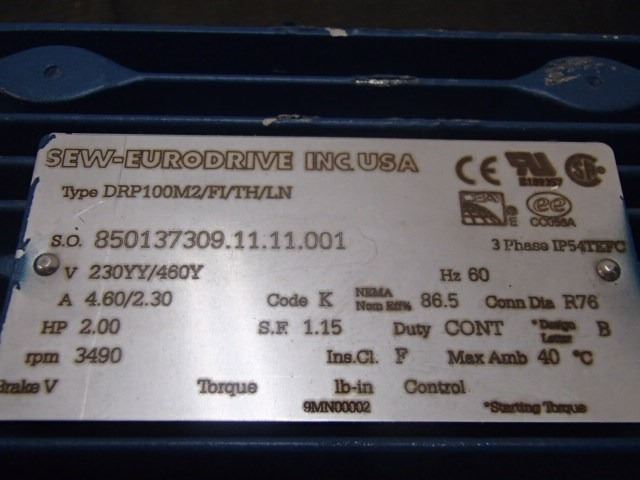 SEW-EURODRIVE INC. USA
Type DRP100M2/FI/TH/LN
CE
E189357
E CC056A
S.O. 850137309.11.11.001 3 Phase IP54TEFC
V 230YY/460Y Hz 60
A 4.60/2.30 Code K NEMA Nom Eff% 86.5 Conn Dia R76
HP 2.00 S.F. 1.15 Duty CONT *Design Letter B
rpm 3490 Ins.Cl. F Max Amb 40 °C
Brake V Torque lb-in Control
9MN00002 *Starting Torque